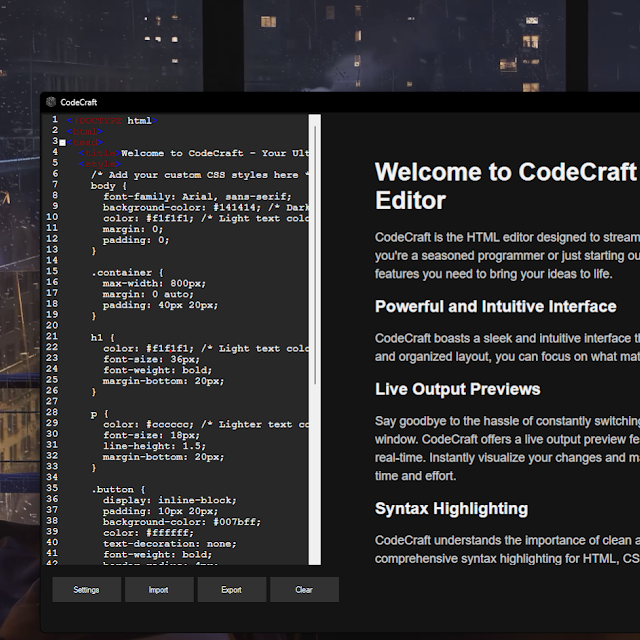 CodeCraft
1 <!DOCTYPE html>
2 <html>
3 <head>
4 <title>Welcome to CodeCraft - Your Ult
5 <style>
6 /* Add your custom CSS styles here *
7 body {
8 font-family: Arial, sans-serif;
9 background-color: #141414; /* Dark
10 color: #f1f1f1; /* Light text colo
11 margin: 0;
12 padding: 0;
13 }
14
15 .container {
16 max-width: 800px;
17 margin: 0 auto;
18 padding: 40px 20px;
19 }
20
21 h1 {
22 color: #f1f1f1; /* Light text colo
23 font-size: 36px;
24 font-weight: bold;
25 margin-bottom: 20px;
26 }
27
28 p {
29 color: #cccccc; /* Lighter text co
30 font-size: 18px;
31 line-height: 1.5;
32 margin-bottom: 20px;
33 }
34
35 .button {
36 display: inline-block;
37 padding: 10px 20px;
38 background-color: #007bff;
39 color: #ffffff;
40 text-decoration: none;
41 font-weight: bold;
42 border-radius: 4px;
Settings Import Export Clear
Welcome to CodeCraft
Editor
CodeCraft is the HTML editor designed to stream
you're a seasoned programmer or just starting ou
features you need to bring your ideas to life.
Powerful and Intuitive Interface
CodeCraft boasts a sleek and intuitive interface th
and organized layout, you can focus on what mat
Live Output Previews
Say goodbye to the hassle of constantly switching
window. CodeCraft offers a live output preview fe
real-time. Instantly visualize your changes and ma
time and effort.
Syntax Highlighting
CodeCraft understands the importance of clean a
comprehensive syntax highlighting for HTML, CS